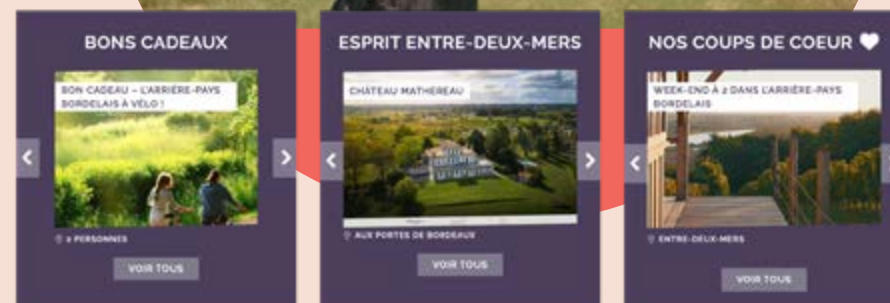 BONS CADEAUX
BON CADEAU – L'ARRIÈRE-PAYS
BORDELAIS À VÉLO !
2 PERSONNES
VOIR TOUS
ESPRIT ENTRE-DEUX-MERS
CHÂTEAU MATHEREAU
AUX PORTES DE BORDEAUX
VOIR TOUS
NOS COUPS DE COEUR
WEEK-END À 2 DANS L'ARRIÈRE-PAYS
BORDELAIS
ENTRE-DEUX-MERS
VOIR TOUS